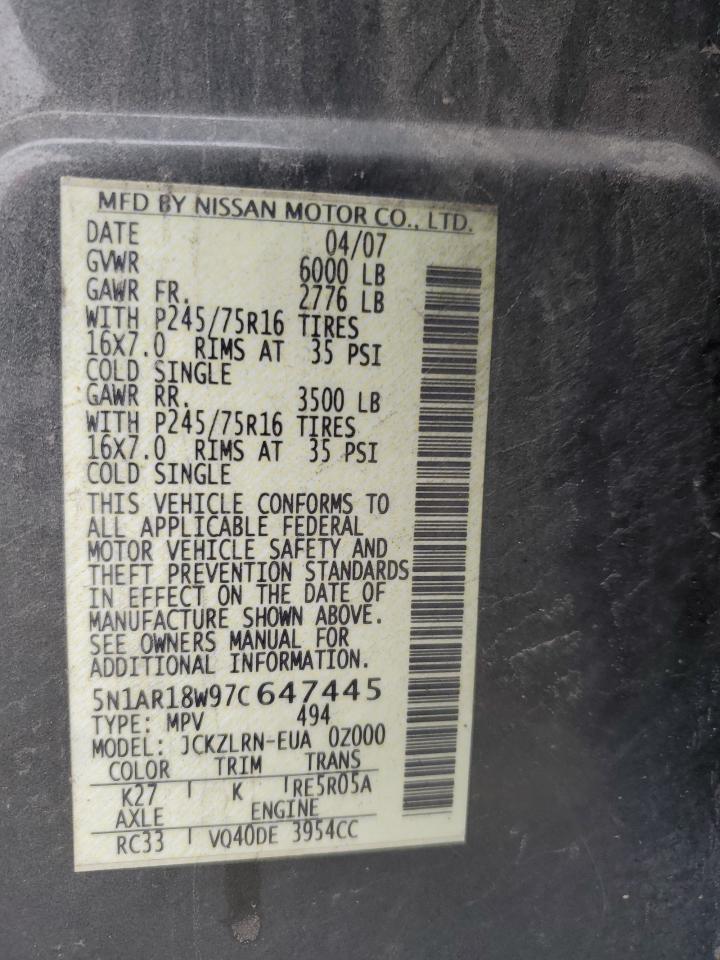 MFD BY NISSAN MOTOR CO., LTD.
DATE 04/07
GVWR 6000 LB
GAWR FR. 2776 LB
WITH P245/75R16 TIRES
16X7.0 RIMS AT 35 PSI
COLD SINGLE
GAWR RR. 3500 LB
WITH P245/75R16 TIRES
16X7.0 RIMS AT 35 PSI
COLD SINGLE
THIS VEHICLE CONFORMS TO
ALL APPLICABLE FEDERAL
MOTOR VEHICLE SAFETY AND
THEFT PREVENTION STANDARDS
IN EFFECT ON THE DATE OF
MANUFACTURE SHOWN ABOVE.
SEE OWNERS MANUAL FOR
ADDITIONAL INFORMATION.
5N1AR18W97C647445
TYPE: MPV 494
MODEL: JCKZLRN-EUA 0Z000
COLOR TRIM TRANS
K27 K RE5R05A
AXLE ENGINE
RC33 VQ40DE 3954CC